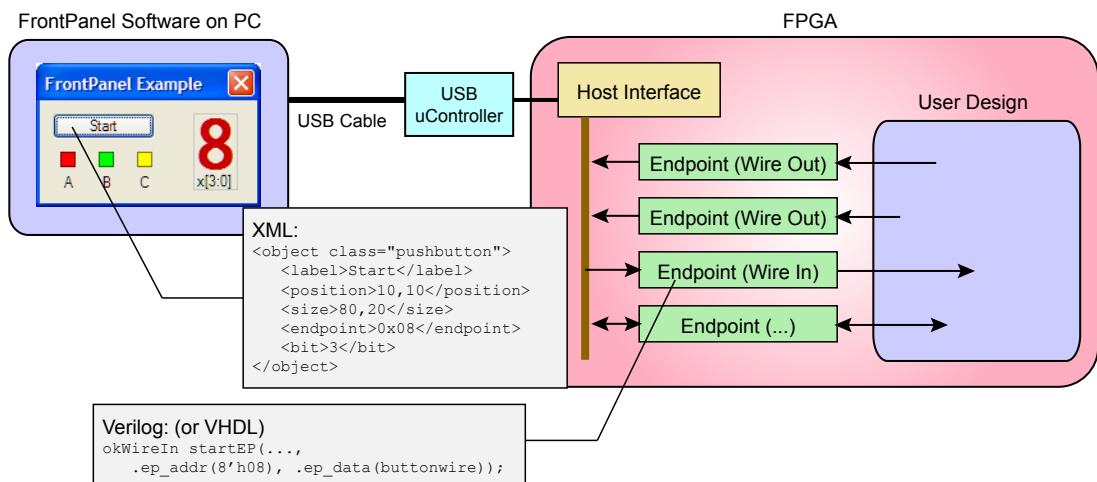 FrontPanel Software on PC
FPGA
FrontPanel Example
Start
A B C
8
x[3:0]
USB Cable
USB
uController
Host Interface
User Design
Endpoint (Wire Out)
Endpoint (Wire Out)
Endpoint (Wire In)
Endpoint (...)
XML:
<object class="pushbutton">
   <label>Start</label>
   <position>10,10</position>
   <size>80,20</size>
   <endpoint>0x08</endpoint>
   <bit>3</bit>
</object>
Verilog: (or VHDL)
okWireIn startEP(...,
   .ep_addr(8’h08), .ep_data(buttonwire));